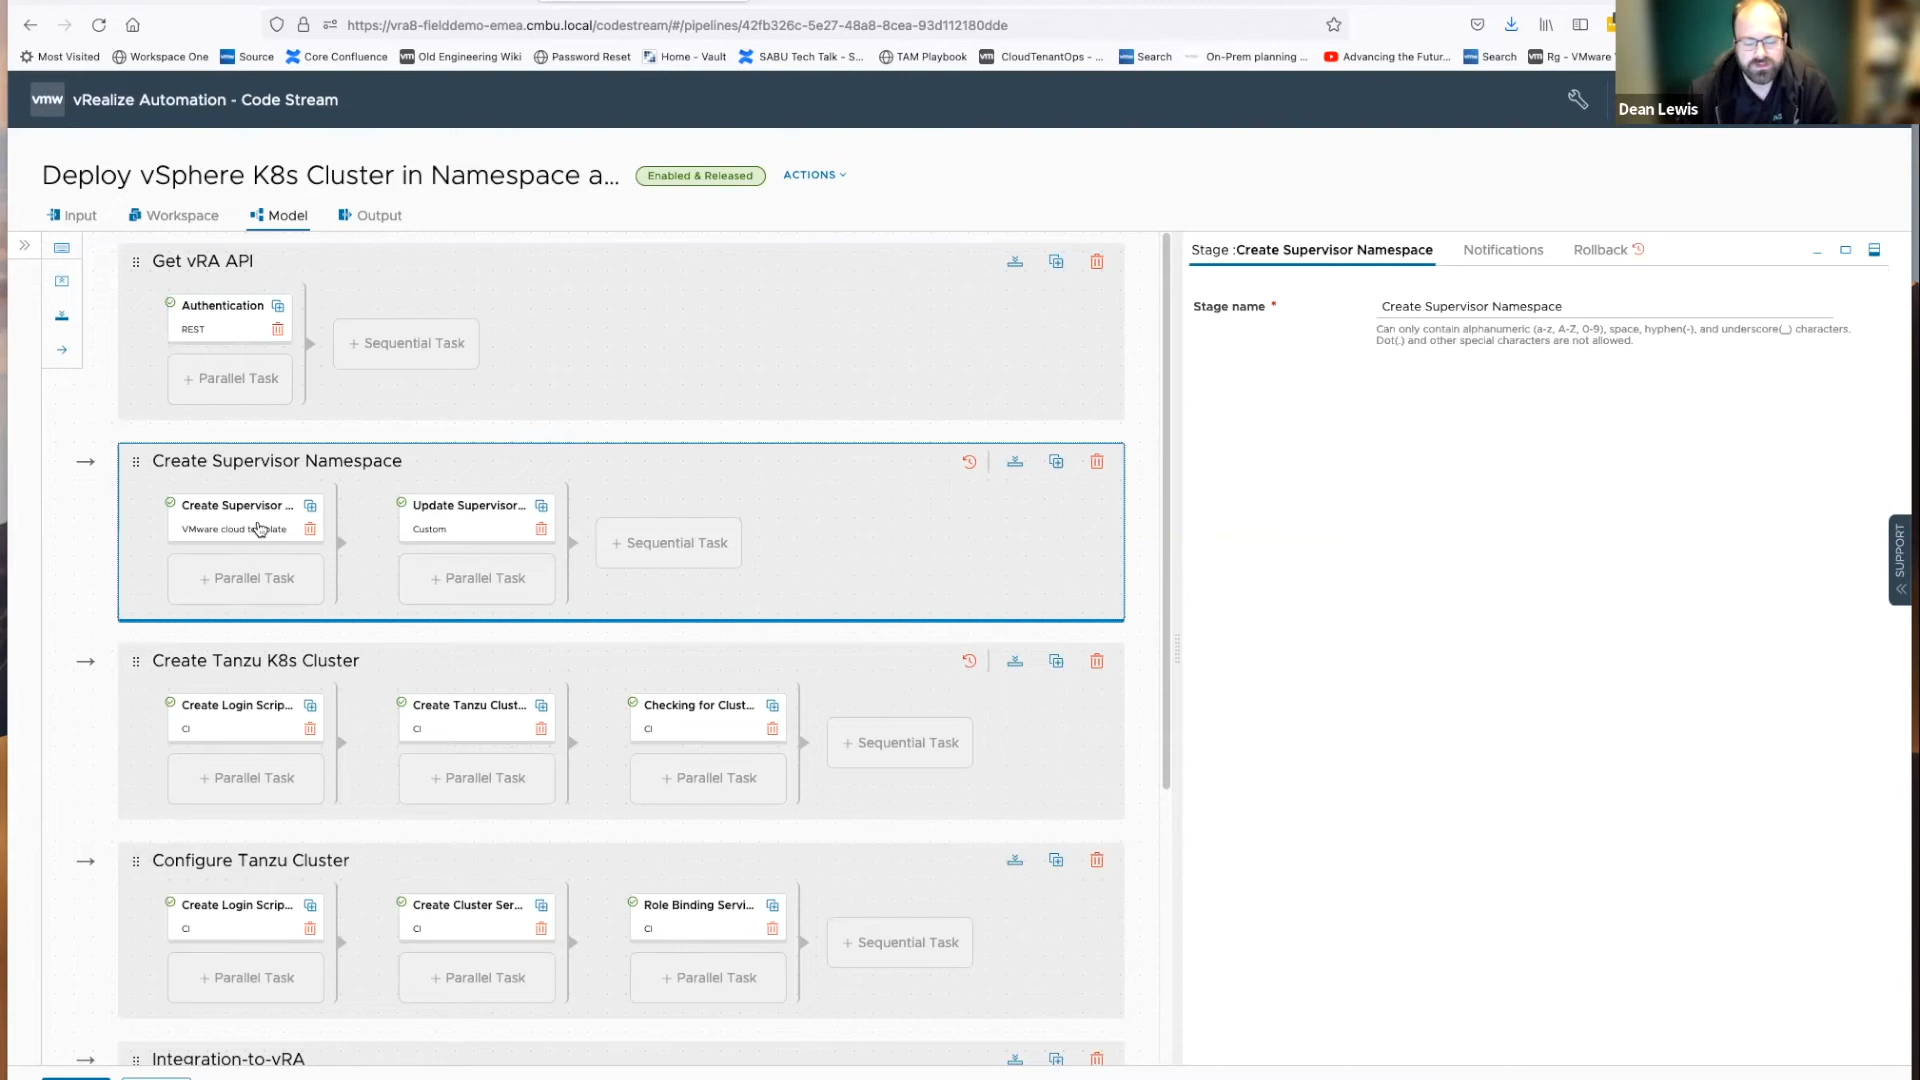 https://vra8-fielddemo-emea.cmbu.local/codestream/#/pipelines/42fb326c-5e27-48a8-8cea-93d112180dde
Most Visited Workspace One Source Core Confluence Old Engineering Wiki Password Reset Home - Vault SABU Tech Talk - S... TAM Playbook CloudTenantOps - ... Search On-Prem planning ... Advancing the Futur... Search Rg - VMware
vmw vRealize Automation - Code Stream
Dean Lewis
Deploy vSphere K8s Cluster in Namespace a... Enabled & Released ACTIONS
Input Workspace Model Output
Get vRA API
Authentication
REST
+ Sequential Task
+ Parallel Task
Create Supervisor Namespace
Create Supervisor ... Update Supervisor...
VMware cloud template Custom
+ Sequential Task
+ Parallel Task + Parallel Task
Create Tanzu K8s Cluster
Create Login Scrip... Create Tanzu Clust... Checking for Clust...
CI CI CI
+ Sequential Task
+ Parallel Task + Parallel Task + Parallel Task
Configure Tanzu Cluster
Create Login Scrip... Create Cluster Ser... Role Binding Servi...
CI CI CI
+ Sequential Task
+ Parallel Task + Parallel Task + Parallel Task
Integration-to-vRA
Stage :Create Supervisor Namespace Notifications Rollback
Stage name * Create Supervisor Namespace
Can only contain alphanumeric (a-z, A-Z, 0-9), space, hyphen(-), and underscore(_) characters.
Dot(.) and other special characters are not allowed.
SUPPORT